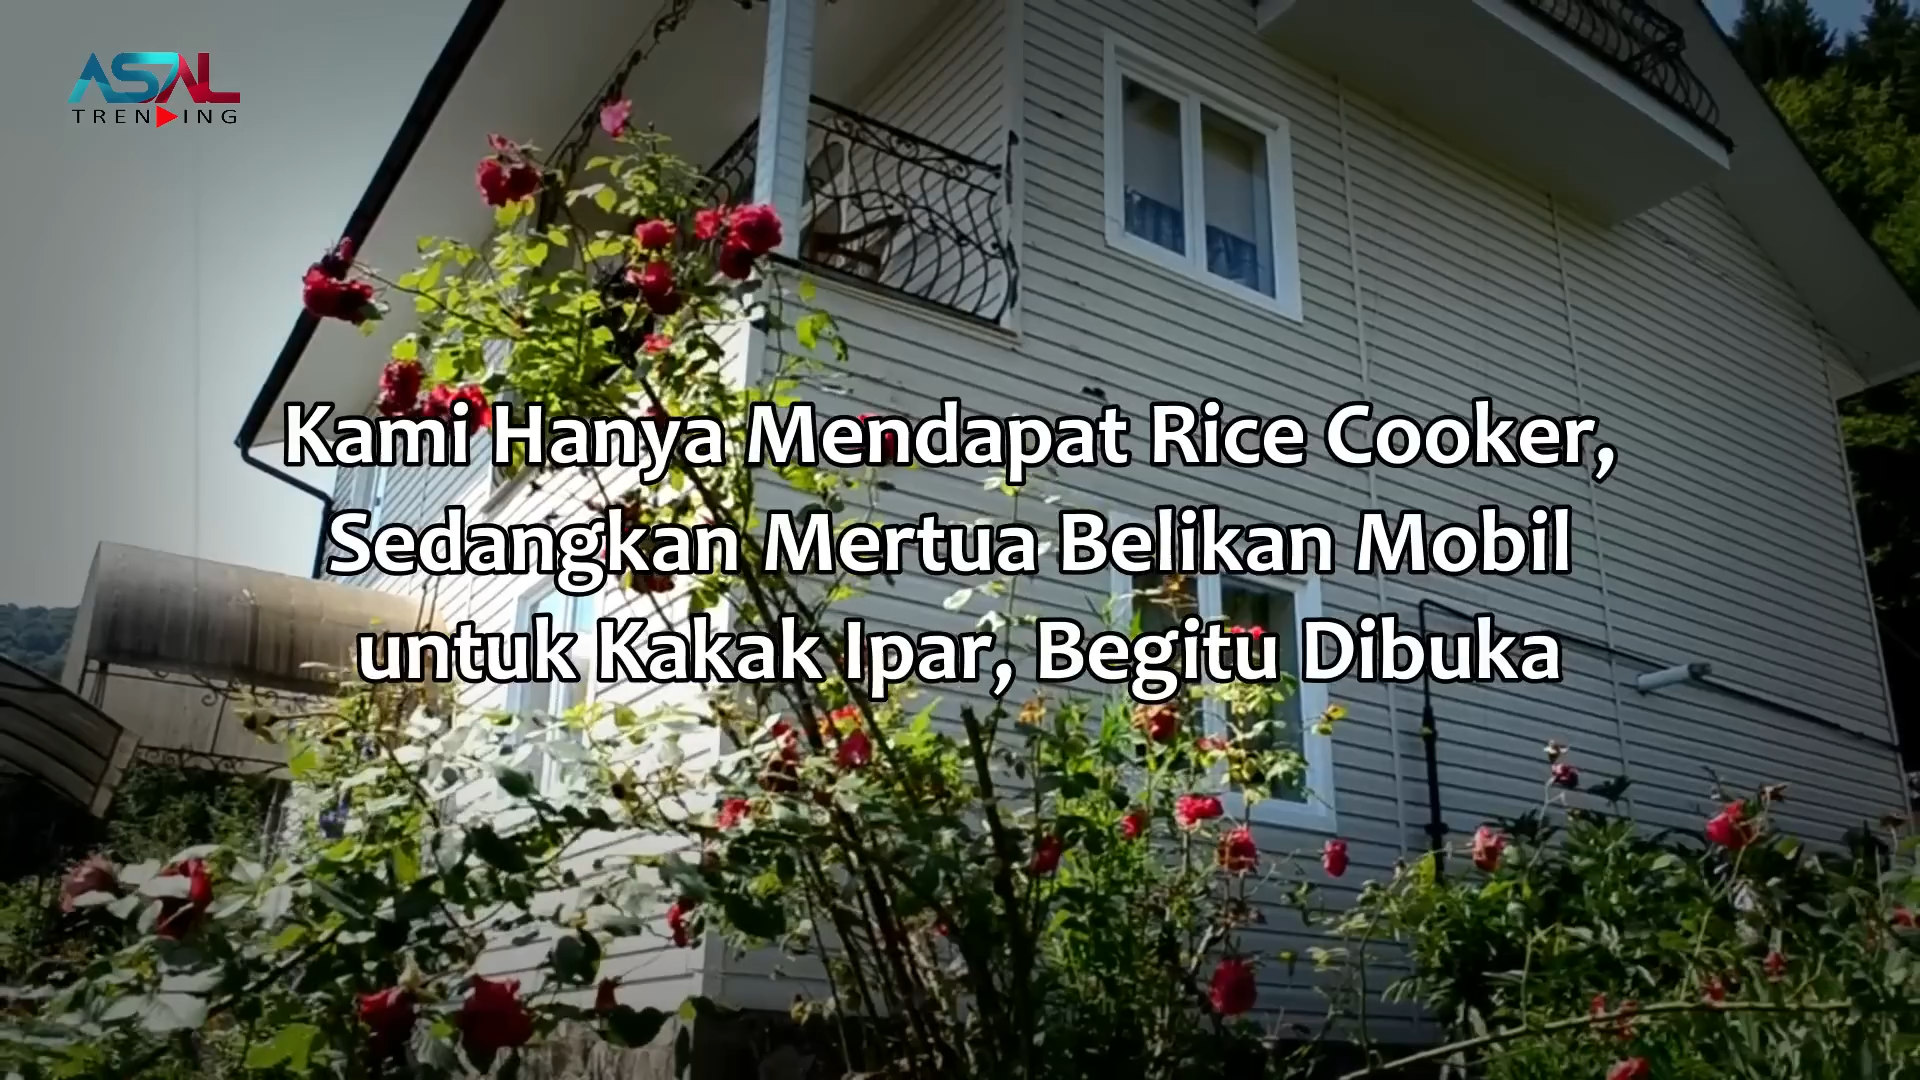 ASAL
TRENDING
Kami Hanya Mendapat Rice Cooker,
Sedangkan Mertua Belikan Mobil
untuk Kakak Ipar, Begitu Dibuka